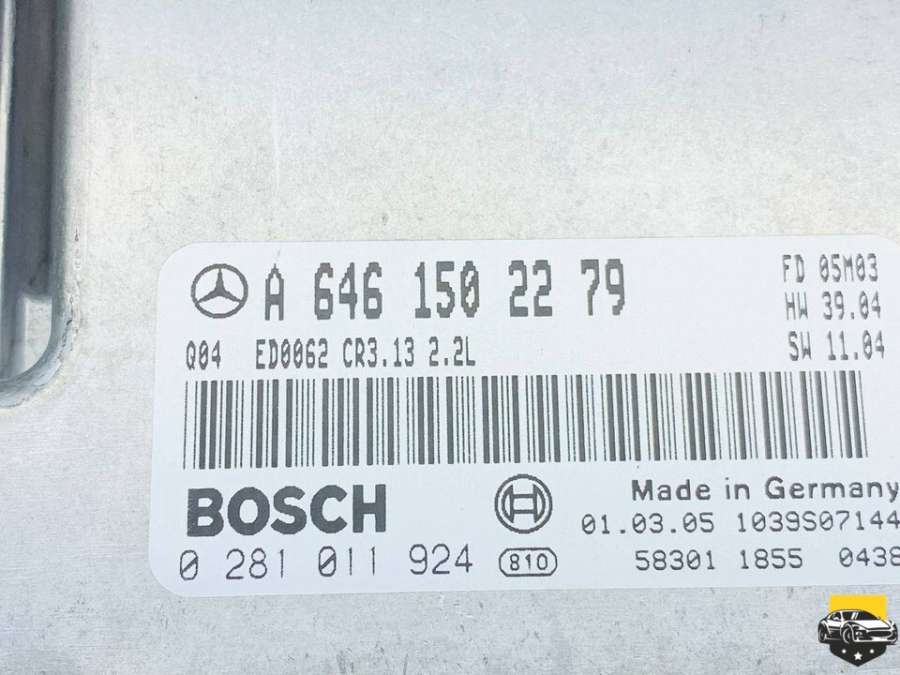 A 646 150 22 79
FD 05M03
HW 39.04
Q04 ED0062 CR3.13 2.2L
SW 11.04
BOSCH
Made in Germany
01.03.05 1039S07144
0 281 011 924
810
58301 1855 0438